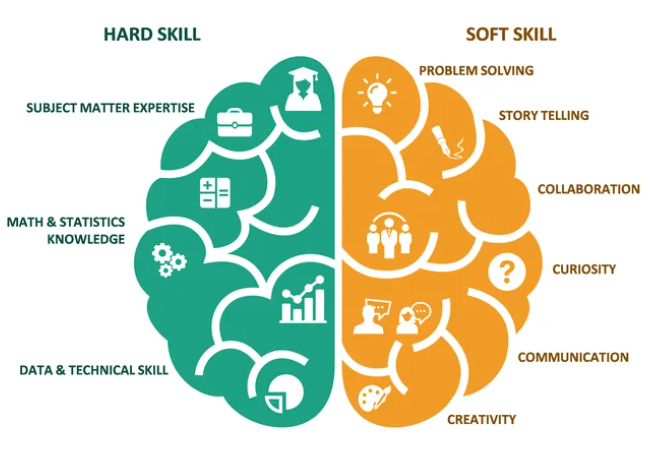 HARD SKILL
SOFT SKILL
PROBLEM SOLVING
SUBJECT MATTER EXPERTISE
STORY TELLING
COLLABORATION
MATH & STATISTICS
KNOWLEDGE
CURIOSITY
?
COMMUNICATION
DATA & TECHNICAL SKILL
CREATIVITY